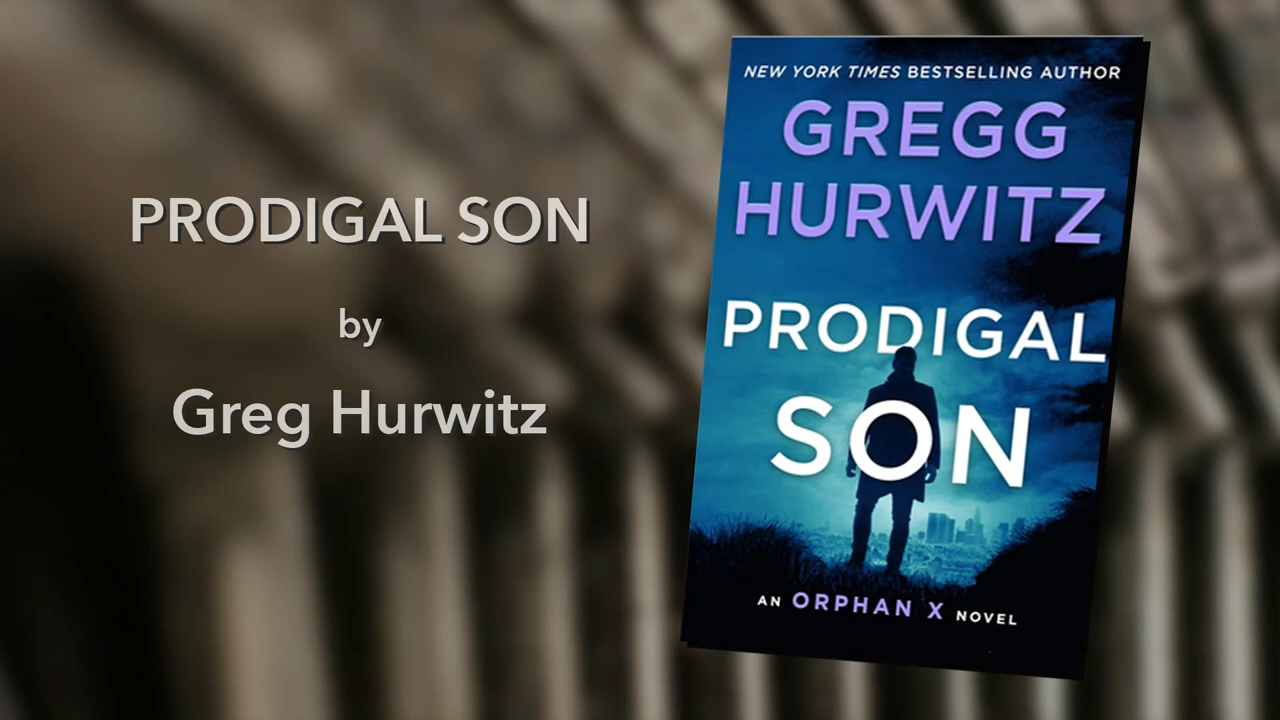 PRODIGAL SON
by
Greg Hurwitz
NEW YORK TIMES BESTSELLING AUTHOR
GREGG
HURWITZ
PRODIGAL
SON
AN ORPHAN X NOVEL